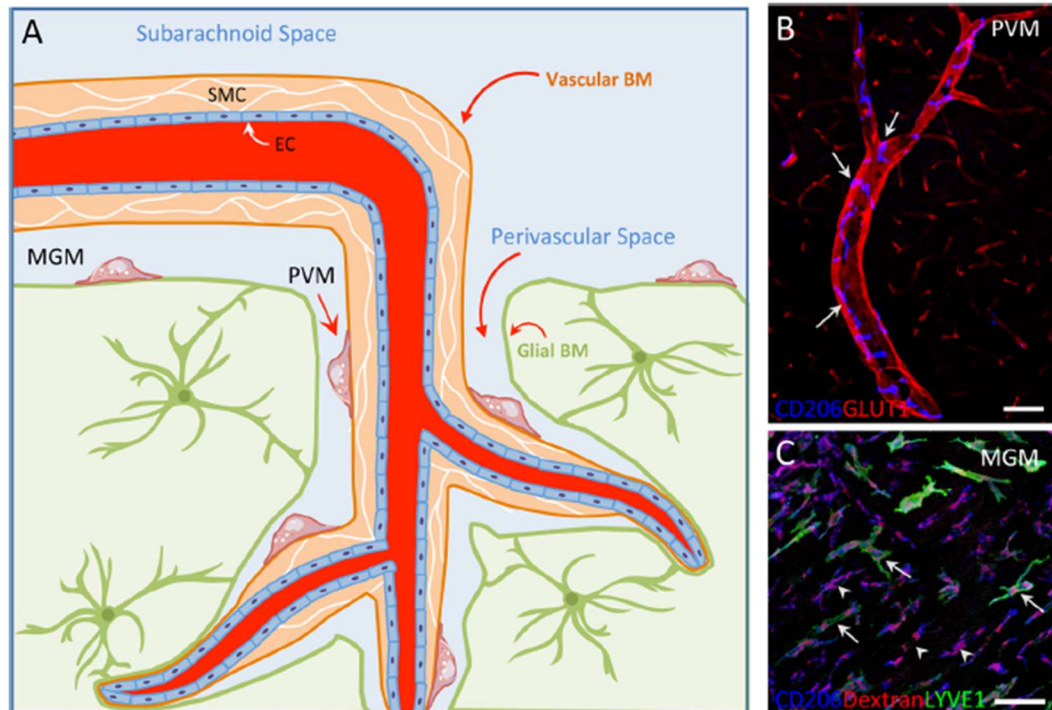 A
Subarachnoid Space
SMC
EC
Vascular BM
MGM
PVM
Perivascular Space
Glial BM
B
PVM
CD206GLUT1
C
MGM
CD206DextranLYVE1